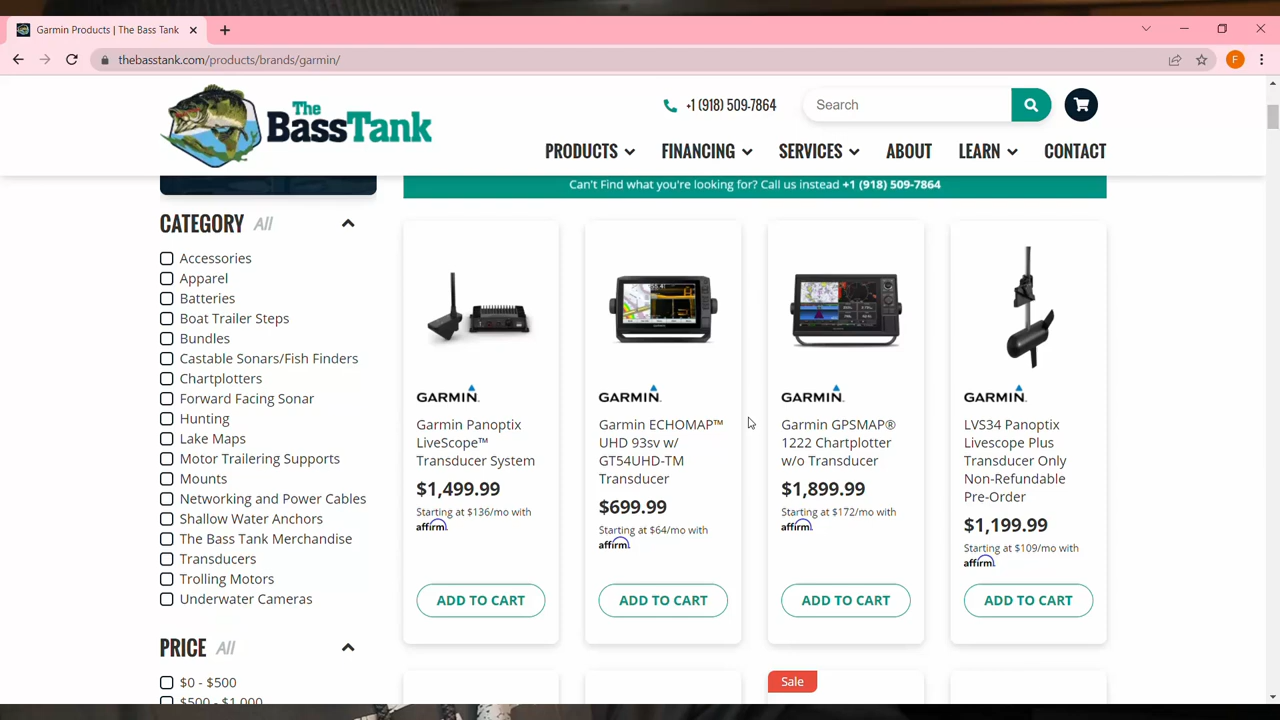 Garmin Products | The Bass Tank
thebasstank.com/products/brands/garmin/
F
The
BassTank
+1 (918) 509-7864
Search
PRODUCTS
FINANCING
SERVICES
ABOUT
LEARN
CONTACT
Can't Find what you're looking for? Call us instead +1 (918) 509-7864
CATEGORY All
Accessories
Apparel
Batteries
Boat Trailer Steps
Bundles
Castable Sonars/Fish Finders
Chartplotters
Forward Facing Sonar
Hunting
Lake Maps
Motor Trailering Supports
Mounts
Networking and Power Cables
Shallow Water Anchors
The Bass Tank Merchandise
Transducers
Trolling Motors
Underwater Cameras
PRICE All
$0 - $500
$500 - $1,000
GARMIN
Garmin Panoptix
LiveScope™
Transducer System
$1,499.99
Starting at $136/mo with
affirm
ADD TO CART
GARMIN
Garmin ECHOMAP™
UHD 93sv w/
GT54UHD-TM
Transducer
$699.99
Starting at $64/mo with
affirm
ADD TO CART
GARMIN
Garmin GPSMAP®
1222 Chartplotter
w/o Transducer
$1,899.99
Starting at $172/mo with
affirm
ADD TO CART
GARMIN
LVS34 Panoptix
Livescope Plus
Transducer Only
Non-Refundable
Pre-Order
$1,199.99
Starting at $109/mo with
affirm
ADD TO CART
Sale